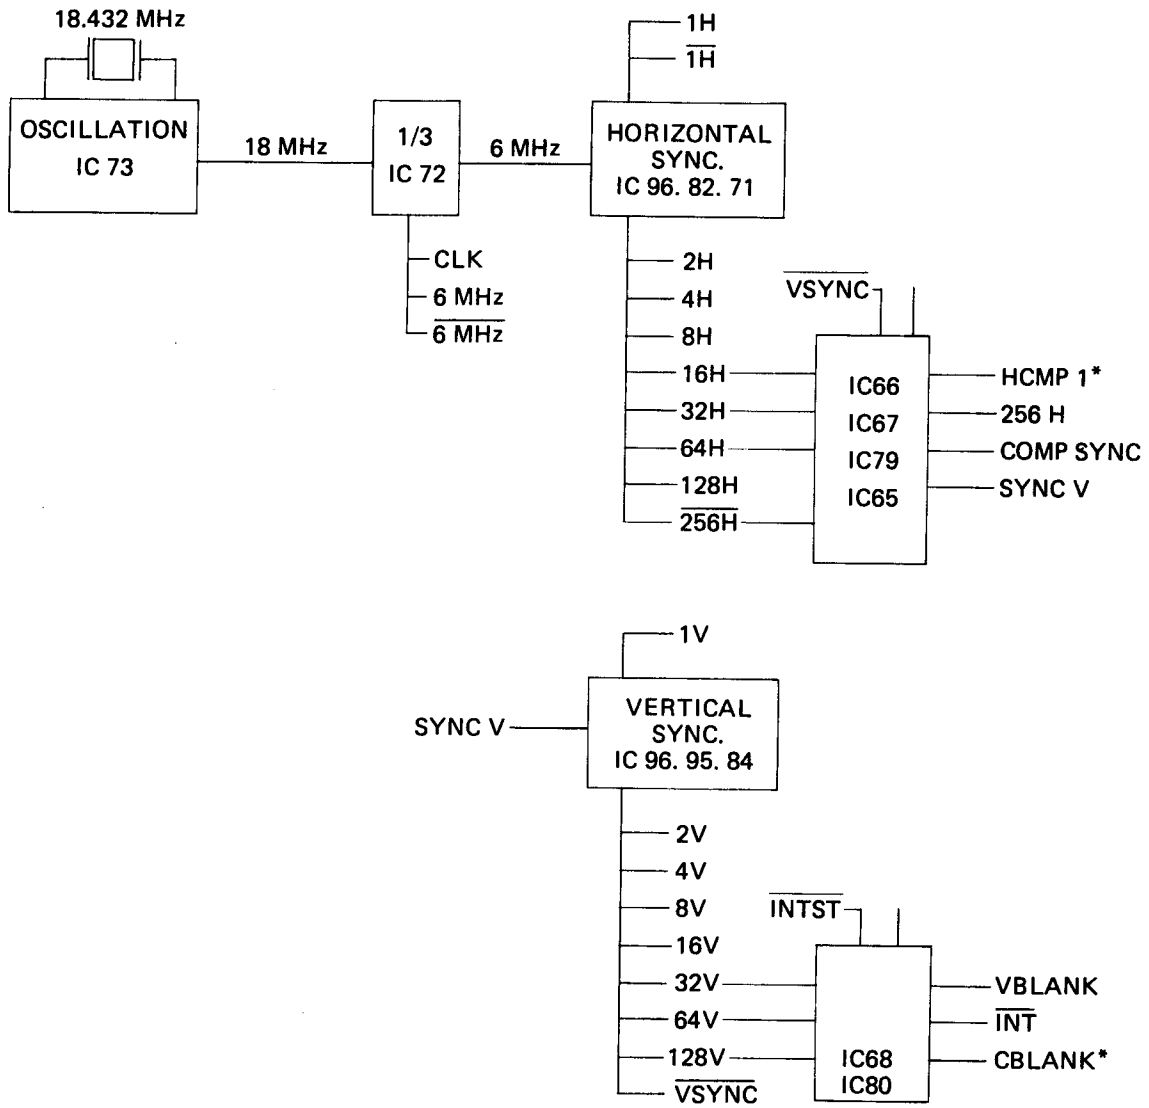 18.432 MHz
OSCILLATION
IC 73
18 MHz
1/3
IC 72
6 MHz
CLK
6 MHz
6 MHz
1H
1H
HORIZONTAL
SYNC.
IC 96. 82. 71
2H
4H
8H
16H
32H
64H
128H
256H
VSYNC
IC66
IC67
IC79
IC65
HCMP 1*
256 H
COMP SYNC
SYNC V
1V
SYNC V
VERTICAL
SYNC.
IC 96. 95. 84
2V
4V
8V
16V
32V
64V
128V
VSYNC
INTST
IC68
IC80
VBLANK
INT
CBLANK*